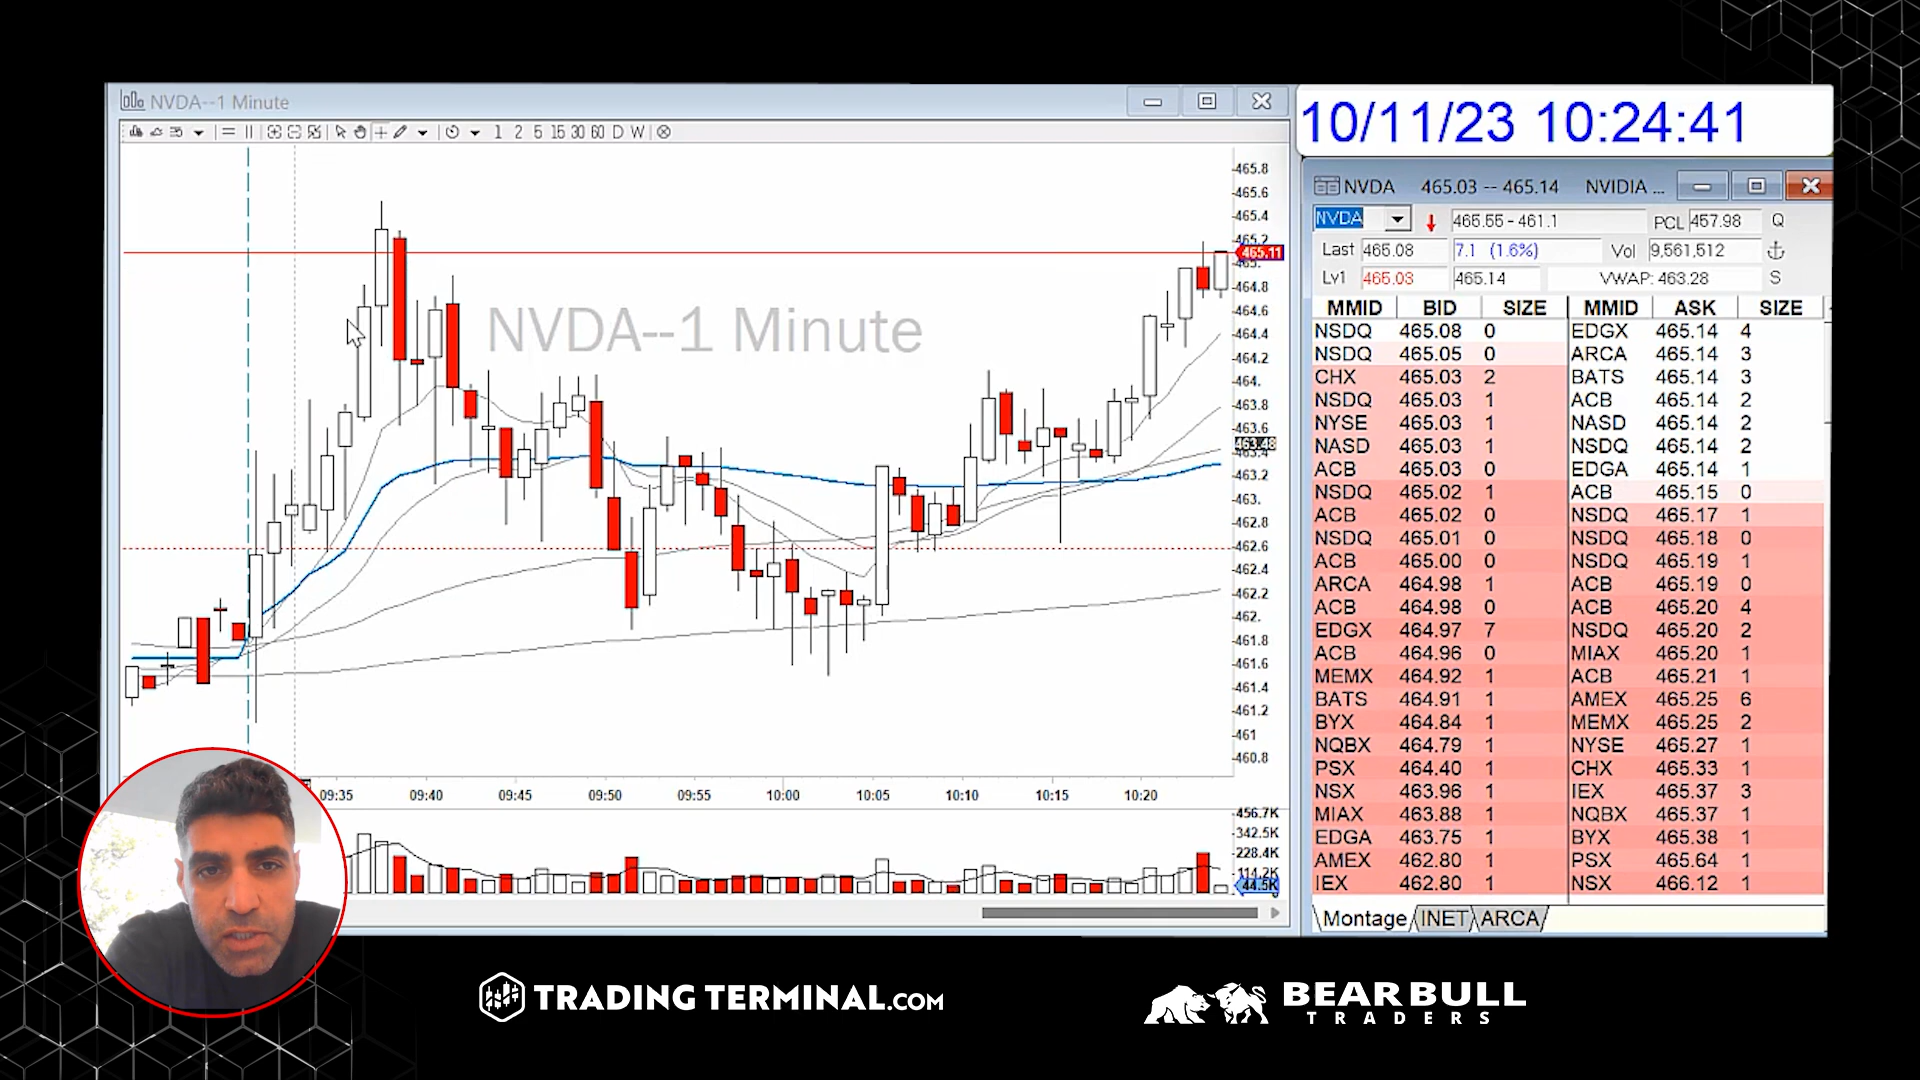 NVDA--1 Minute
1 2 5 15 30 60 D W
NVDA--1 Minute
465.8
465.6
465.4
465.2
465.11
465.
464.8
464.6
464.4
464.2
464.
463.8
463.6
463.48
463.4
463.2
463.
462.8
462.6
462.4
462.2
462.
461.8
461.6
461.4
461.2
461
460.8
09:35 09:40 09:45 09:50 09:55 10:00 10:05 10:10 10:15 10:20
456.7K
342.5K
228.4K
114.2K
44.5K
10/11/23 10:24:41
NVDA 465.03 -- 465.14 NVIDIA ...
NVDA 465.55 - 461.1 PCL 457.98 Q
Last 465.08 7.1 (1.6%) Vol 9,561,512
Lv1 465.03 465.14 VWAP: 463.28 S
MMID BID SIZE MMID ASK SIZE
NSDQ 465.08 0 EDGX 465.14 4
NSDQ 465.05 0 ARCA 465.14 3
CHX 465.03 2 BATS 465.14 3
NSDQ 465.03 1 ACB 465.14 2
NYSE 465.03 1 NASD 465.14 2
NASD 465.03 1 NSDQ 465.14 2
ACB 465.03 0 EDGA 465.14 1
NSDQ 465.02 1 ACB 465.15 0
ACB 465.02 0 NSDQ 465.17 1
NSDQ 465.01 0 NSDQ 465.18 0
ACB 465.00 0 NSDQ 465.19 1
ARCA 464.98 1 ACB 465.19 0
ACB 464.98 0 ACB 465.20 4
EDGX 464.97 7 NSDQ 465.20 2
ACB 464.96 0 MIAX 465.20 1
MEMX 464.92 1 ACB 465.21 1
BATS 464.91 1 AMEX 465.25 6
BYX 464.84 1 MEMX 465.25 2
NQBX 464.79 1 NYSE 465.27 1
PSX 464.40 1 CHX 465.33 1
NSX 463.96 1 IEX 465.37 3
MIAX 463.88 1 NQBX 465.37 1
EDGA 463.75 1 BYX 465.38 1
AMEX 462.80 1 PSX 465.64 1
IEX 462.80 1 NSX 466.12 1
Montage INET ARCA
TRADING TERMINAL.COM
BEAR BULL
TRADERS